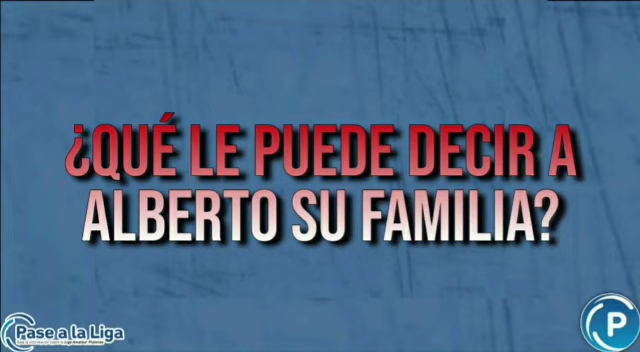 ¿QUÉ LE PUEDE DECIR A
ALBERTO SU FAMILIA?
Pase a la Liga
P